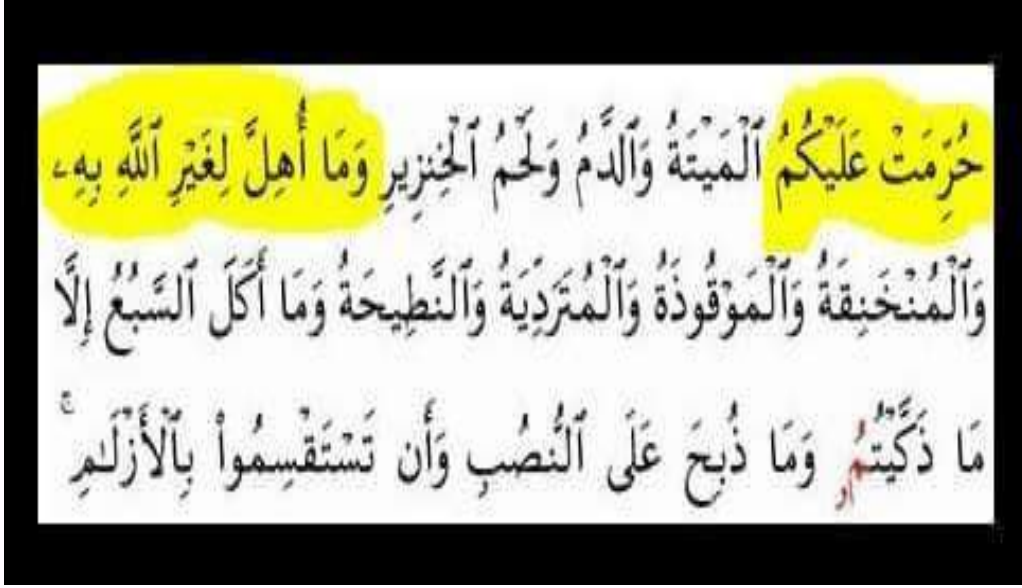 حُرِّمَتْ عَلَيْكُمُ ٱلْمَيْتَةُ وَٱلدَّمُ وَلَحْمُ ٱلْخِنزِيرِ وَمَا أُهِلَّ لِغَيْرِ ٱللَّهِ بِهِۦ
وَٱلْمُنْخَنِقَةُ وَٱلْمَوْقُوذَةُ وَٱلْمُتَرَدِّيَةُ وَٱلنَّطِيحَةُ وَمَا أَكَلَ ٱلسَّبُعُ إِلَّا
مَا ذَكَّيْتُمُۥ وَمَا ذُبِحَ عَلَى ٱلنُّصُبِ وَأَن تَسْتَقْسِمُوا۟ بِٱلْأَزْلَـٰمِ ۚ